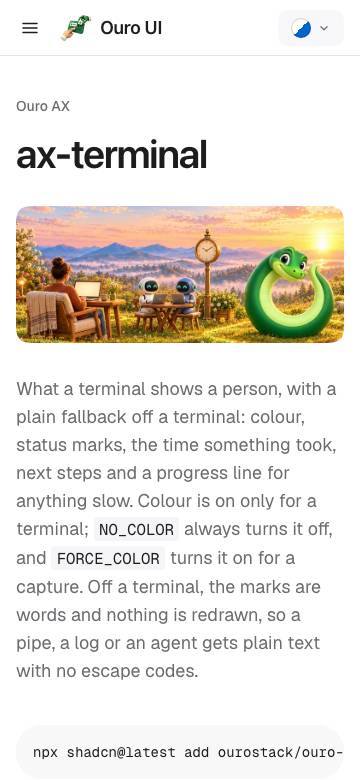 Ouro UI
Ouro AX
ax-terminal
What a terminal shows a person, with a
plain fallback off a terminal: colour,
status marks, the time something took,
next steps and a progress line for
anything slow. Colour is on only for a
terminal; NO_COLOR always turns it off,
and FORCE_COLOR turns it on for a
capture. Off a terminal, the marks are
words and nothing is redrawn, so a
pipe, a log or an agent gets plain text
with no escape codes.
npx shadcn@latest add ourostack/ouro-